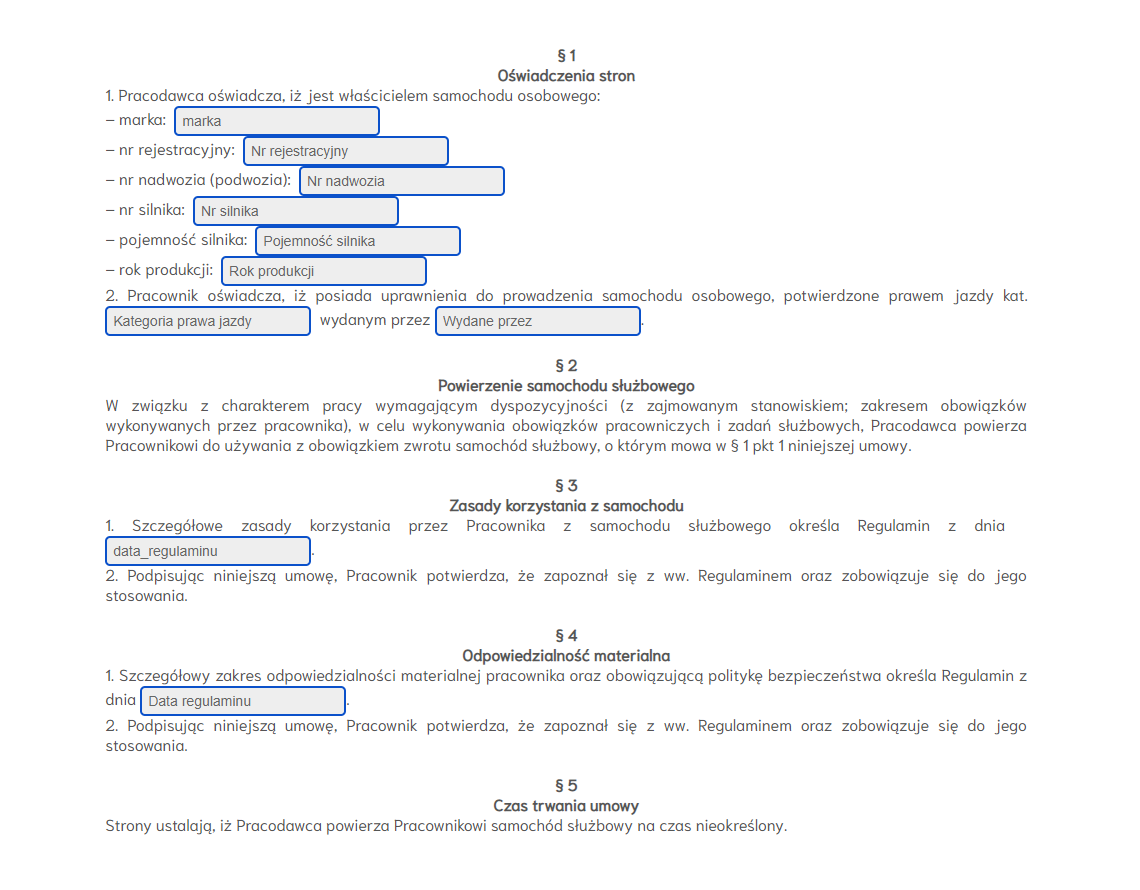 § 1
Oświadczenia stron
1. Pracodawca oświadcza, iż jest właścicielem samochodu osobowego:
– marka: marka
– nr rejestracyjny: Nr rejestracyjny
– nr nadwozia (podwozia): Nr nadwozia
– nr silnika: Nr silnika
– pojemność silnika: Pojemność silnika
– rok produkcji: Rok produkcji
2. Pracownik oświadcza, iż posiada uprawnienia do prowadzenia samochodu osobowego, potwierdzone prawem jazdy kat.
Kategoria prawa jazdy wydanym przez Wydane przez.
§ 2
Powierzenie samochodu służbowego
W związku z charakterem pracy wymagającym dyspozycyjności (z zajmowanym stanowiskiem; zakresem obowiązków
wykonywanych przez pracownika), w celu wykonywania obowiązków pracowniczych i zadań służbowych, Pracodawca powierza
Pracownikowi do używania z obowiązkiem zwrotu samochód służbowy, o którym mowa w § 1 pkt 1 niniejszej umowy.
§ 3
Zasady korzystania z samochodu
1. Szczegółowe zasady korzystania przez Pracownika z samochodu służbowego określa Regulamin z dnia
data_regulaminu.
2. Podpisując niniejszą umowę, Pracownik potwierdza, że zapoznał się z ww. Regulaminem oraz zobowiązuje się do jego
stosowania.
§ 4
Odpowiedzialność materialna
1. Szczegółowy zakres odpowiedzialności materialnej pracownika oraz obowiązującą politykę bezpieczeństwa określa Regulamin z
dnia Data regulaminu.
2. Podpisując niniejszą umowę, Pracownik potwierdza, że zapoznał się z ww. Regulaminem oraz zobowiązuje się do jego
stosowania.
§ 5
Czas trwania umowy
Strony ustalają, iż Pracodawca powierza Pracownikowi samochód służbowy na czas nieokreślony.